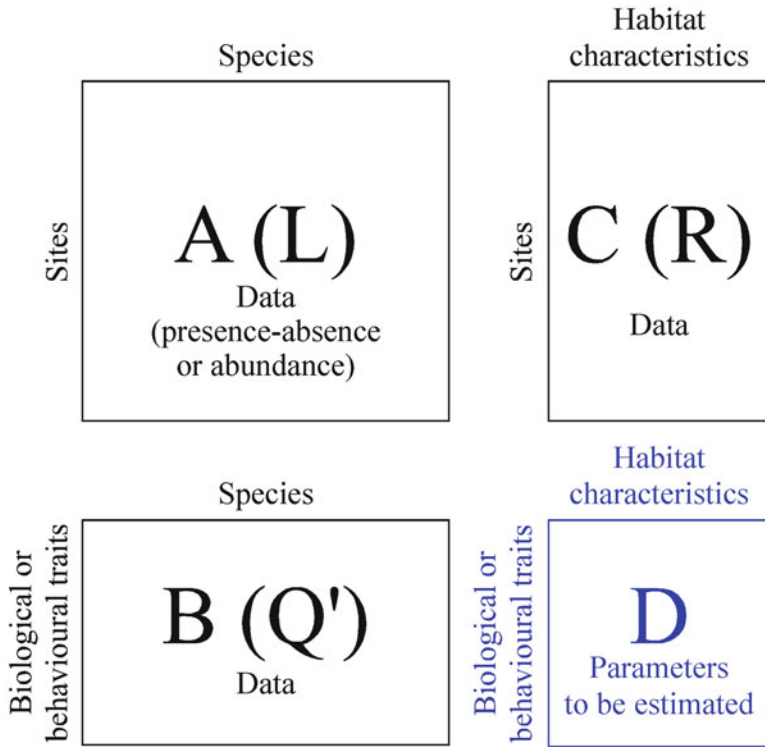 Species
Habitat
characteristics
Sites
A (L)
Data
(presence-absence
or abundance)
Sites
C (R)
Data
Species
Habitat
characteristics
Biological or
behavioural traits
B (Q')
Data
Biological or
behavioural traits
D
Parameters
to be estimated